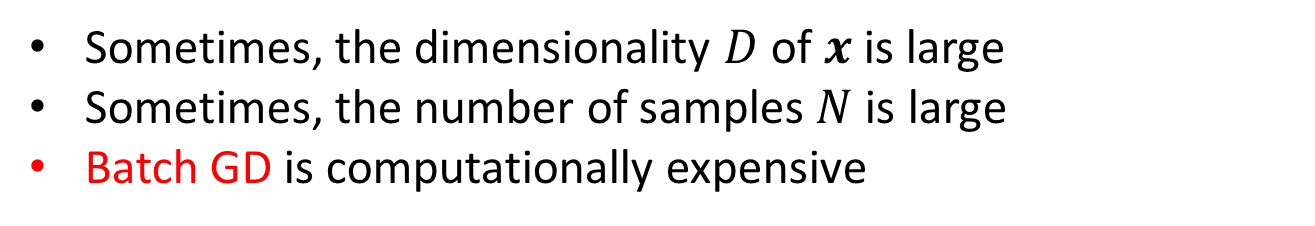 • Sometimes, the dimensionality D of x is large
• Sometimes, the number of samples N is large
• Batch GD is computationally expensive